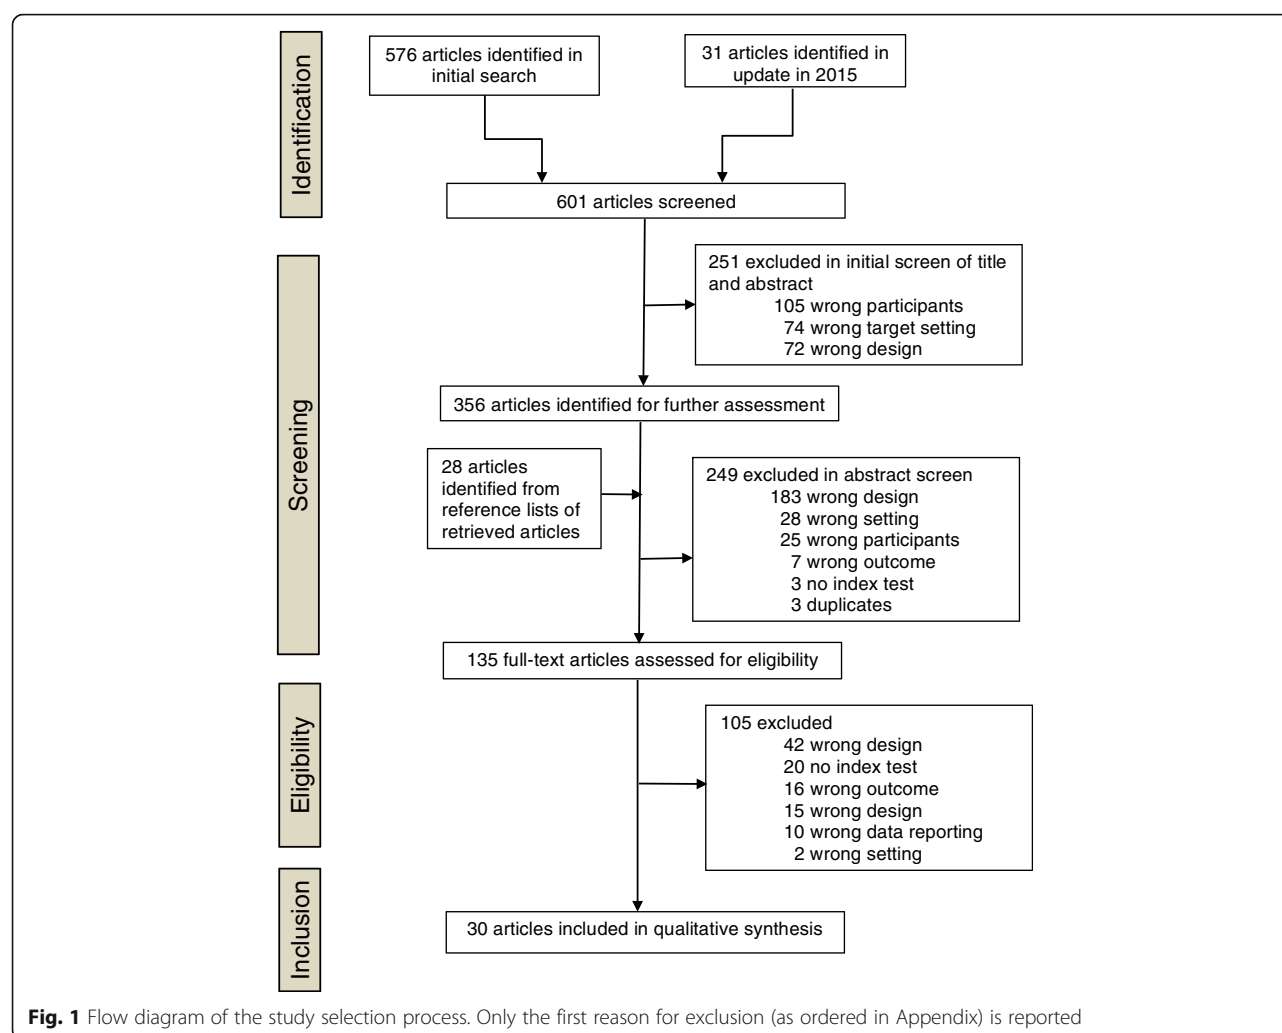 Identification
576 articles identified in
initial search
31 articles identified in
update in 2015
601 articles screened
Screening
251 excluded in initial screen of title
and abstract
105 wrong participants
74 wrong target setting
72 wrong design
356 articles identified for further assessment
28 articles
identified from
reference lists of
retrieved articles
249 excluded in abstract screen
183 wrong design
28 wrong setting
25 wrong participants
7 wrong outcome
3 no index test
3 duplicates
135 full-text articles assessed for eligibility
Eligibility
105 excluded
42 wrong design
20 no index test
16 wrong outcome
15 wrong design
10 wrong data reporting
2 wrong setting
Inclusion
30 articles included in qualitative synthesis
Fig. 1 Flow diagram of the study selection process. Only the first reason for exclusion (as ordered in Appendix) is reported